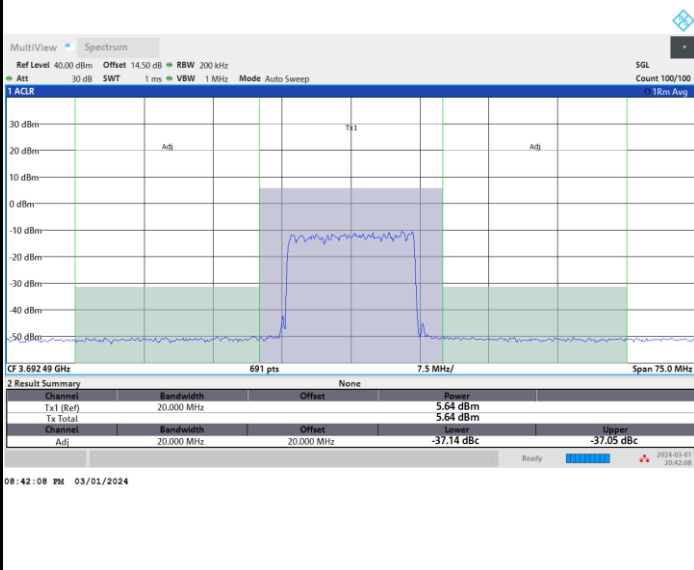 MultiView Spectrum
Ref Level 40.00 dBm Offset 14.50 dB RBW 200 kHz SGL
Att 30 dB SWT 1 ms VBW 1 MHz Mode Auto Sweep Count 100/100
1 ACLR 1Rm Avg
30 dBm
Tx1
Adj Adj
20 dBm
10 dBm
0 dBm
-10 dBm
-20 dBm
-30 dBm
-40 dBm
-50 dBm
CF 3.692 49 GHz 691 pts 7.5 MHz/ Span 75.0 MHz
2 Result Summary None
Channel Bandwidth Offset Power
Tx1 (Ref) 20.000 MHz 5.64 dBm
Tx Total 5.64 dBm
Channel Bandwidth Offset Lower Upper
Adj 20.000 MHz 20.000 MHz -37.14 dBc -37.05 dBc
Ready 2024-03-01
20:42:08
08:42:08 PM 03/01/2024